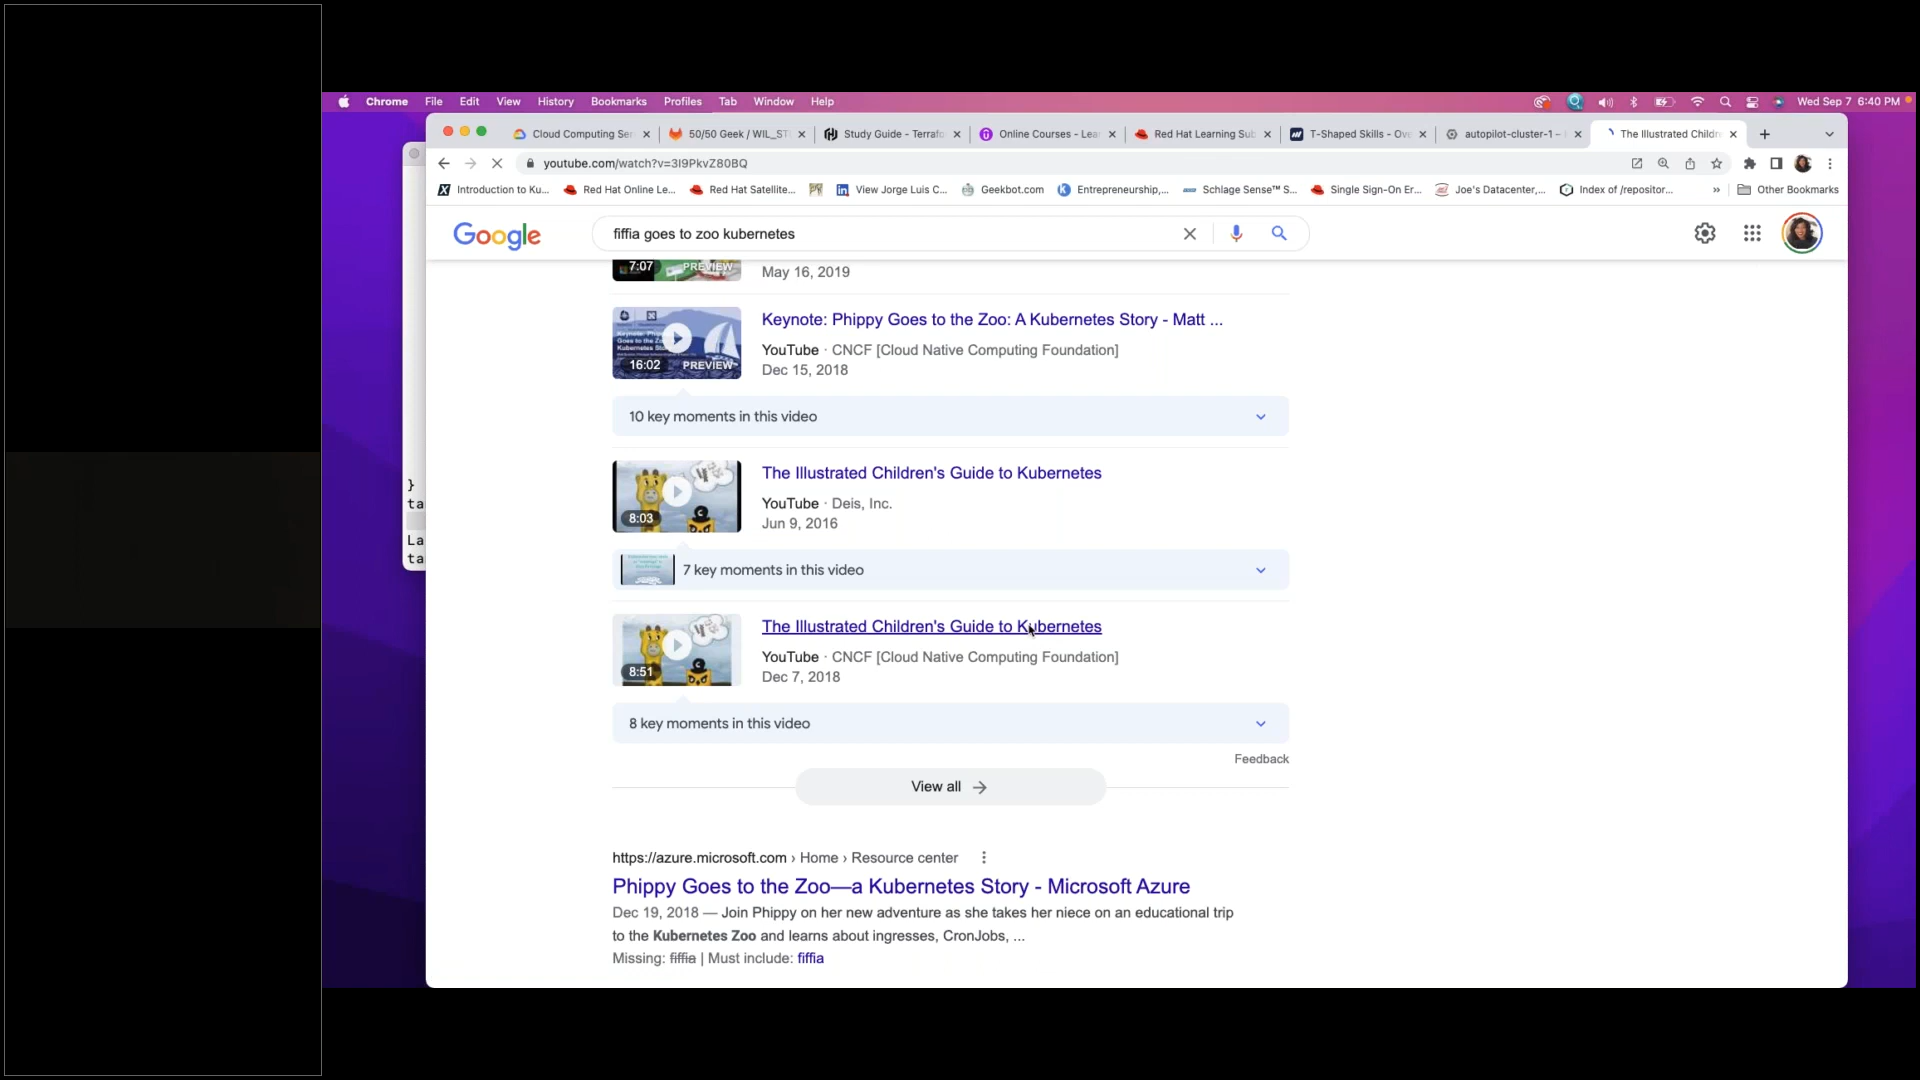 Chrome File Edit View History Bookmarks Profiles Tab Window Help Wed Sep 7 6:40 PM
Cloud Computing Ser 50/50 Geek / WIL_ST Study Guide - Terrafo Online Courses - Lea Red Hat Learning Sub T-Shaped Skills - Ov autopilot-cluster-1 – The Illustrated Childr
youtube.com/watch?v=3I9PkvZ80BQ
Introduction to Ku... Red Hat Online Le... Red Hat Satellite... View Jorge Luis C... Geekbot.com Entrepreneurship,... Schlage Sense™ S... Single Sign-On Er... Joe's Datacenter,... Index of /repositor... » Other Bookmarks
Google fiffia goes to zoo kubernetes
7:07 PREVIEW May 16, 2019
Keynote: Phippy Goes to the Zoo: A Kubernetes Story - Matt ...
YouTube · CNCF [Cloud Native Computing Foundation]
16:02 PREVIEW Dec 15, 2018
10 key moments in this video
The Illustrated Children's Guide to Kubernetes
}
YouTube · Deis, Inc.
ta
8:03 Jun 9, 2016
La
ta
7 key moments in this video
The Illustrated Children's Guide to Kubernetes
YouTube · CNCF [Cloud Native Computing Foundation]
8:51 Dec 7, 2018
8 key moments in this video
Feedback
View all
https://azure.microsoft.com › Home › Resource center
Phippy Goes to the Zoo—a Kubernetes Story - Microsoft Azure
Dec 19, 2018 — Join Phippy on her new adventure as she takes her niece on an educational trip
to the Kubernetes Zoo and learns about ingresses, CronJobs, ...
Missing: fiffia | Must include: fiffia